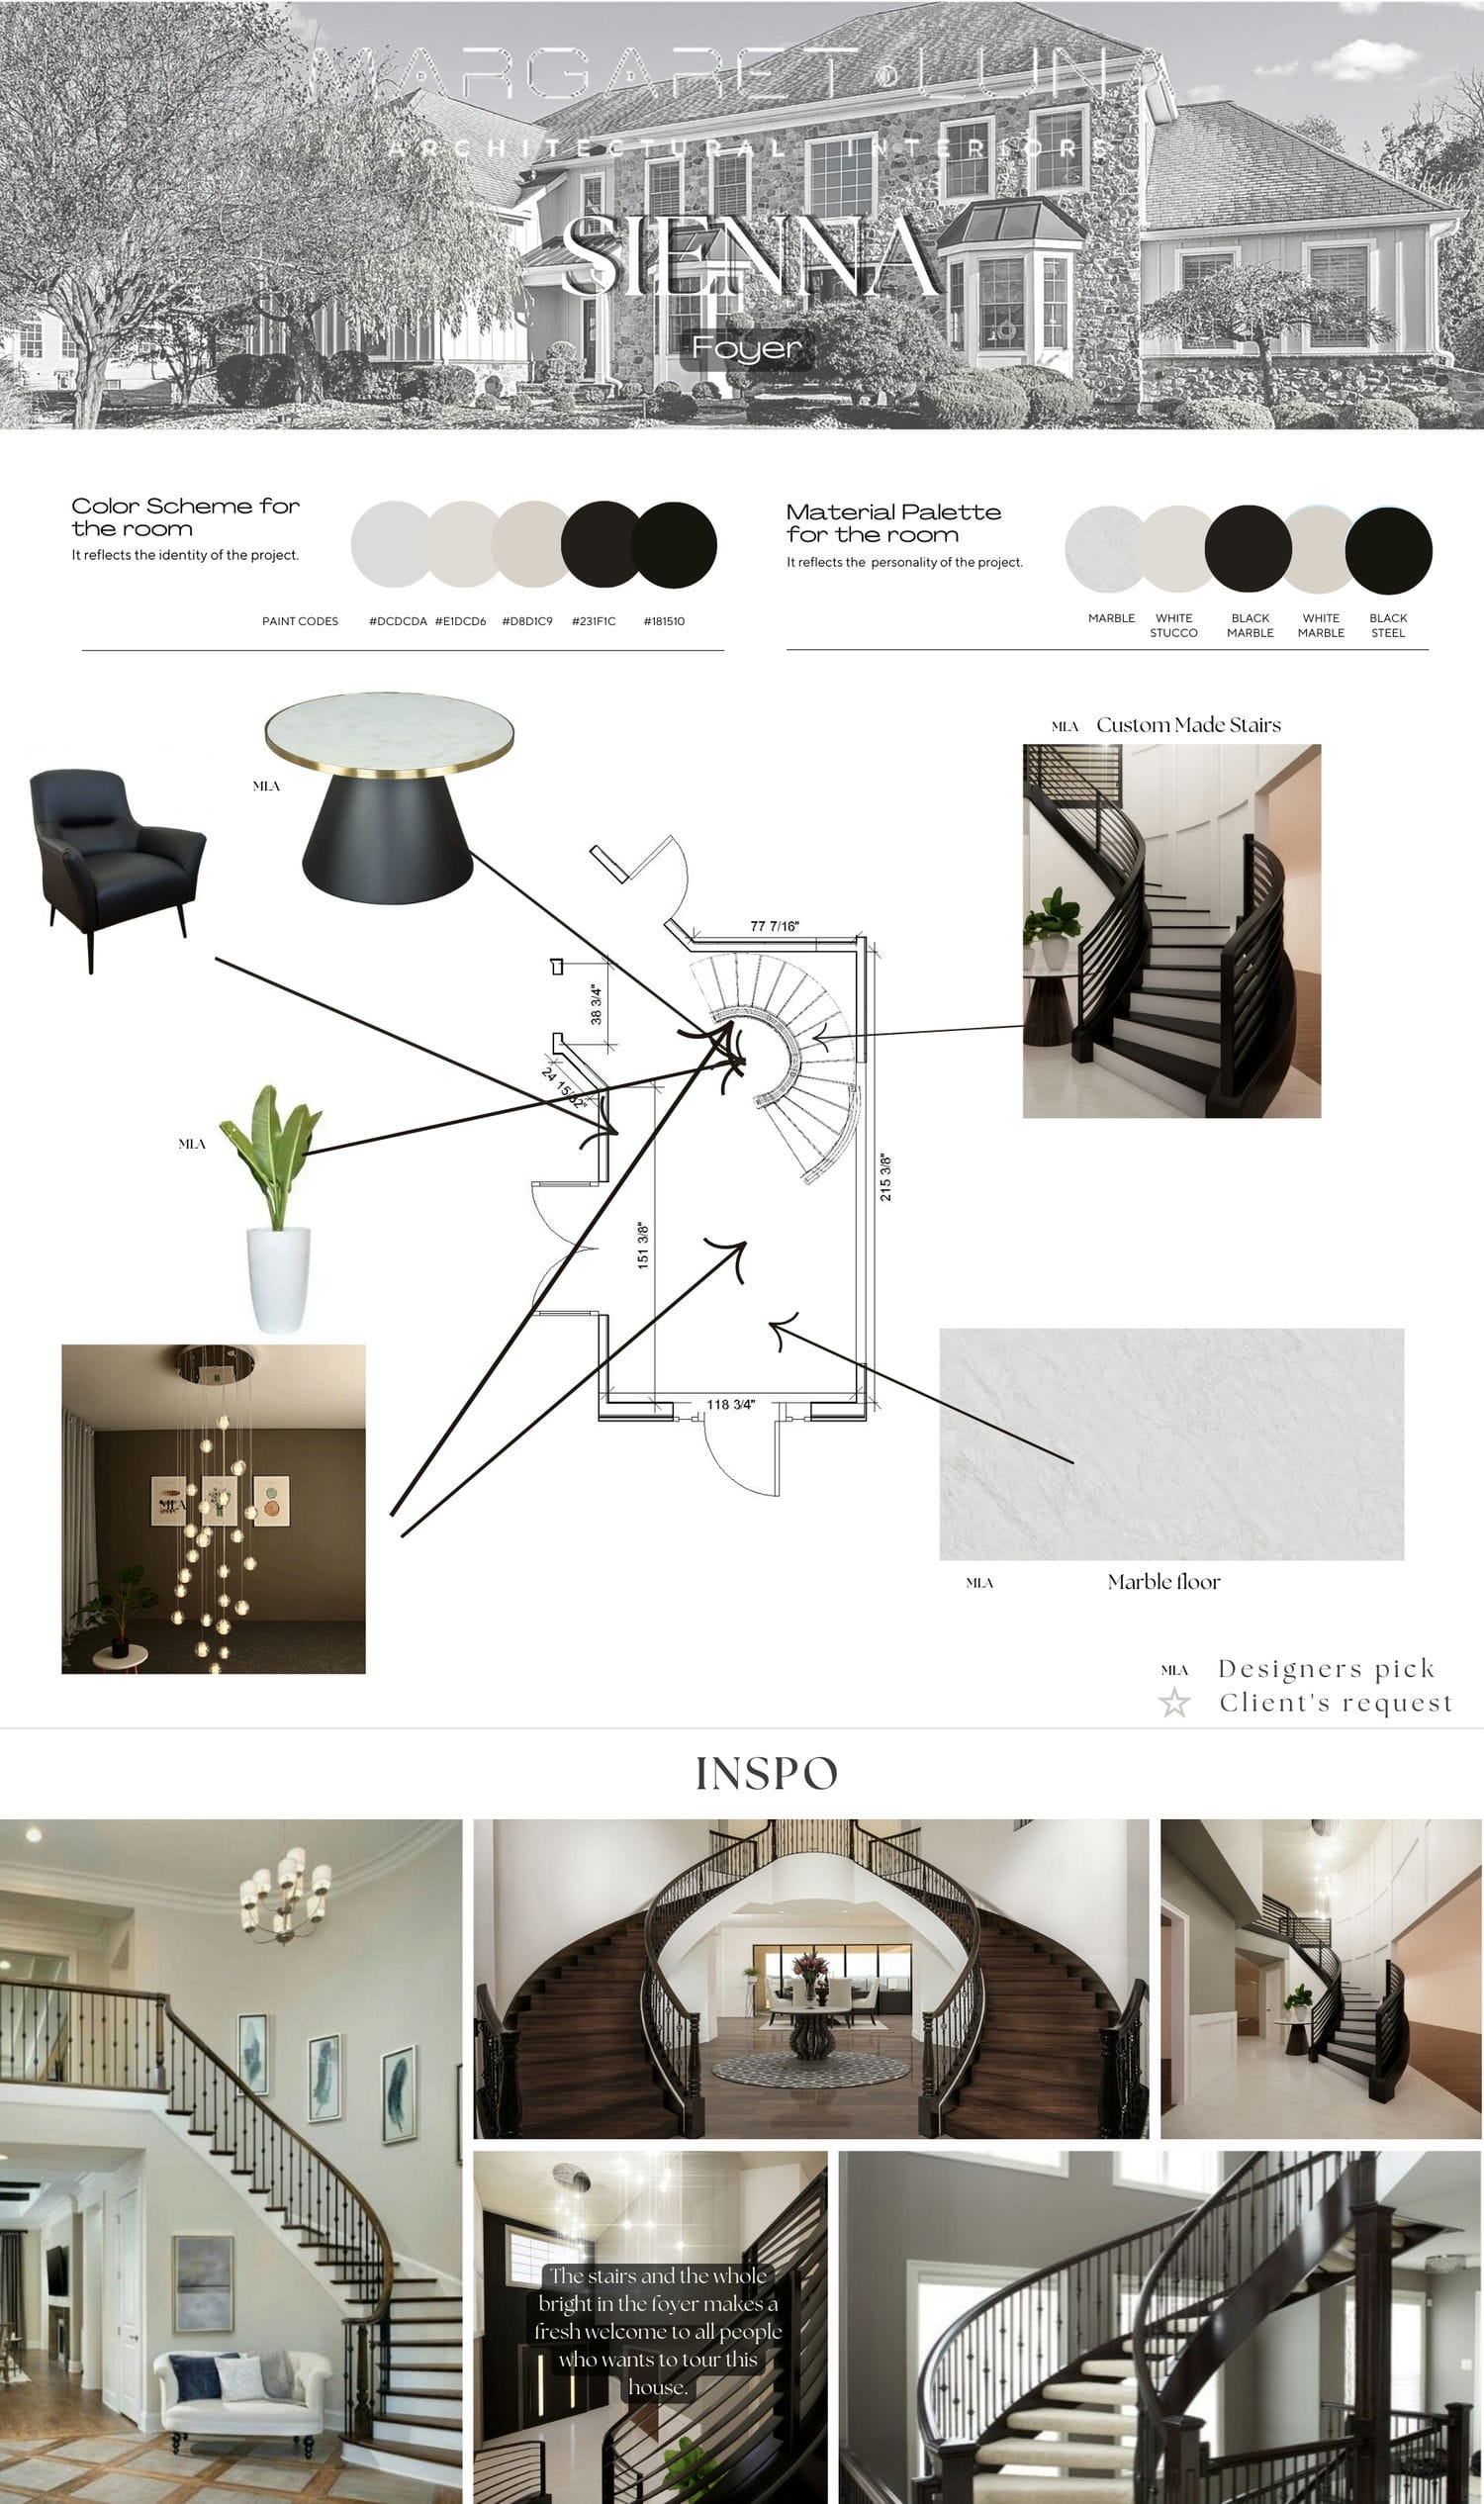 MARGARET LUNA
ARCHITECTURAL INTERIORS
SIENNA
Foyer
Color Scheme for
the room
It reflects the identity of the project.
PAINT CODES #DCDCDA #E1DCD6 #D8D1C9 #231F1C #181510
Material Palette
for the room
It reflects the personality of the project.
MARBLE
WHITE
STUCCO
BLACK
MARBLE
WHITE
MARBLE
BLACK
STEEL
MLA Custom Made Stairs
MLA
77 7/16"
38 3/4"
24 15/32"
MLA
215 3/8"
151 3/8"
118 3/4"
MLA
MLA Marble floor
MLA Designers pick
Client's request
INSPO
The stairs and the whole
bright in the foyer makes a
fresh welcome to all people
who wants to tour this
house.